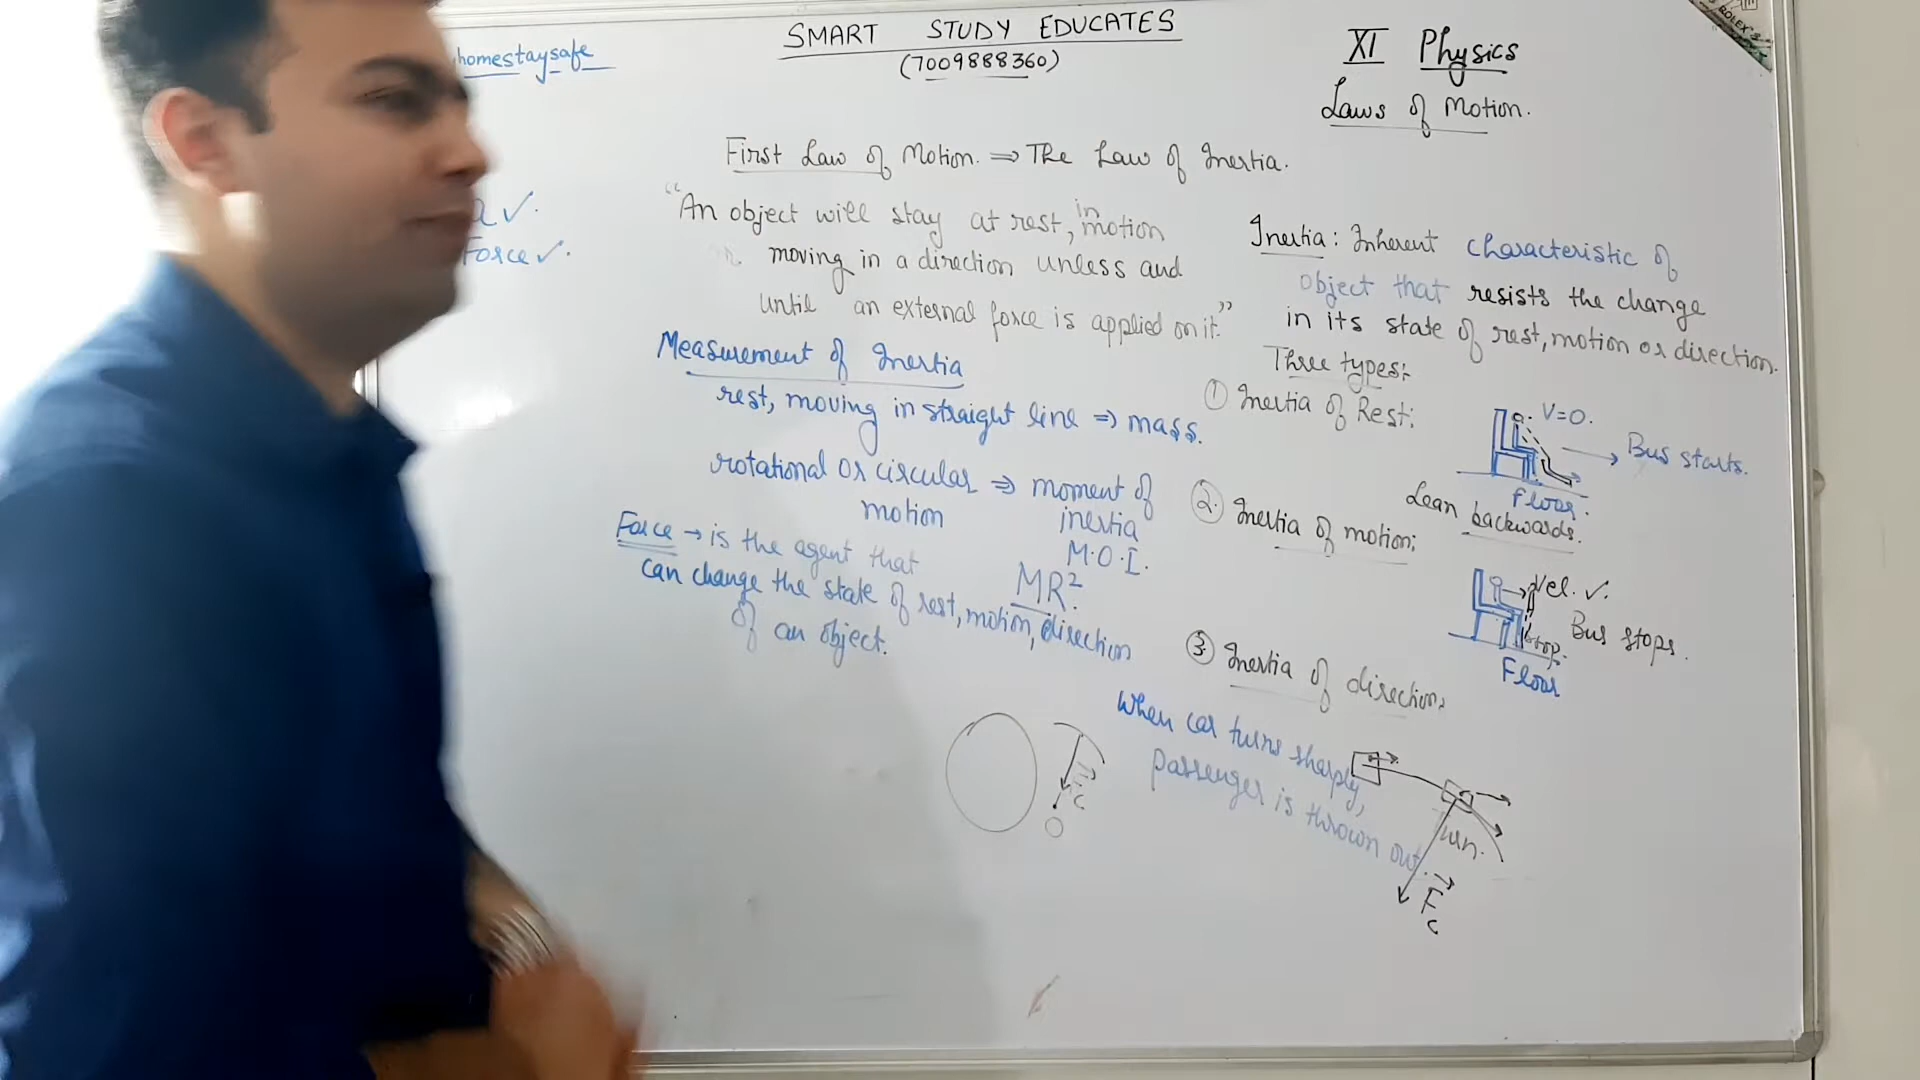 homestaysafe
SMART STUDY EDUCATES
(7009888360)
XI Physics
Laws of Motion.
First Law of Motion. ⇒ The Law of Inertia.
a ✓.
Force ✓.
"An object will stay at rest, in motion
moving in a direction unless and
until an external force is applied on it."
Measurement of Inertia
rest, moving in straight line ⇒ mass.
rotational or circular ⇒ moment of
motion inertia
M.O.I.
MR²
Force → is the agent that
can change the state of rest, motion, direction
of an object.
Inertia: Inherent characteristic of
object that resists the change
in its state of rest, motion or direction.
Three types:
① Inertia of Rest:
V=0.
Bus starts.
Floor.
Lean backwards.
② Inertia of motion:
Vel. ✓.
Bus stops.
stop.
Floor
③ Inertia of direction.
When car turns sharply,
passenger is thrown out.
turn.
Fc
Fc